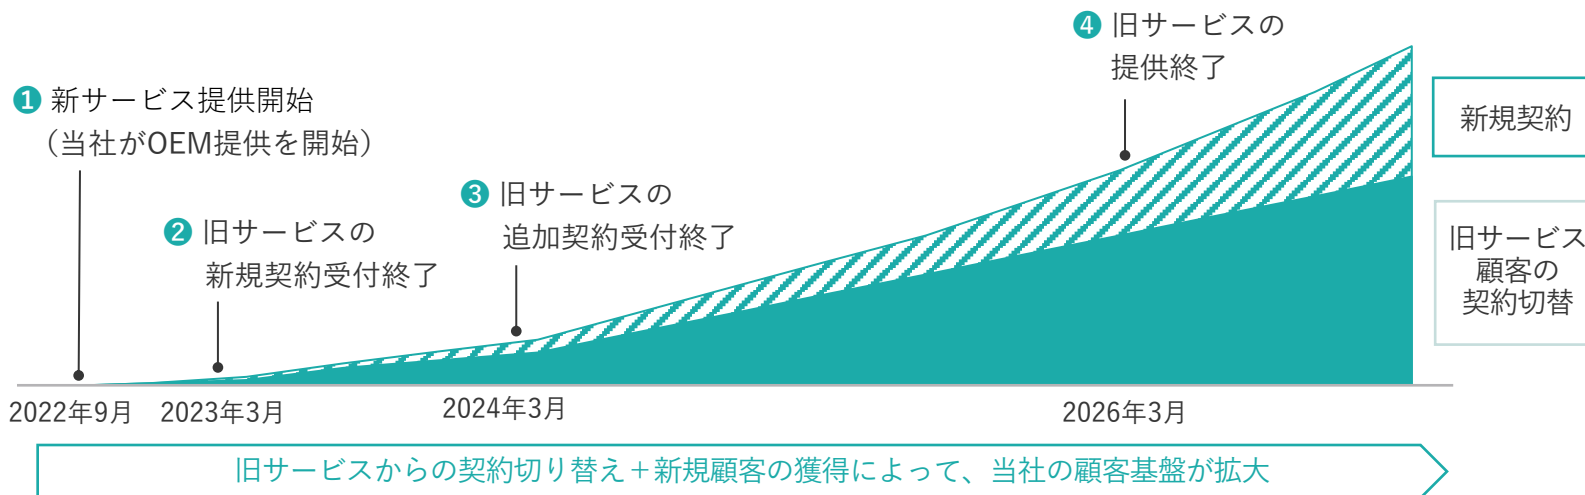 ❶ 新サービス提供開始
（当社がOEM提供を開始）
❷ 旧サービスの
新規契約受付終了
❸ 旧サービスの
追加契約受付終了
❹ 旧サービスの
提供終了
新規契約
旧サービス
顧客の
契約切替
2022年9月
2023年3月
2024年3月
2026年3月
旧サービスからの契約切り替え＋新規顧客の獲得によって、当社の顧客基盤が拡大